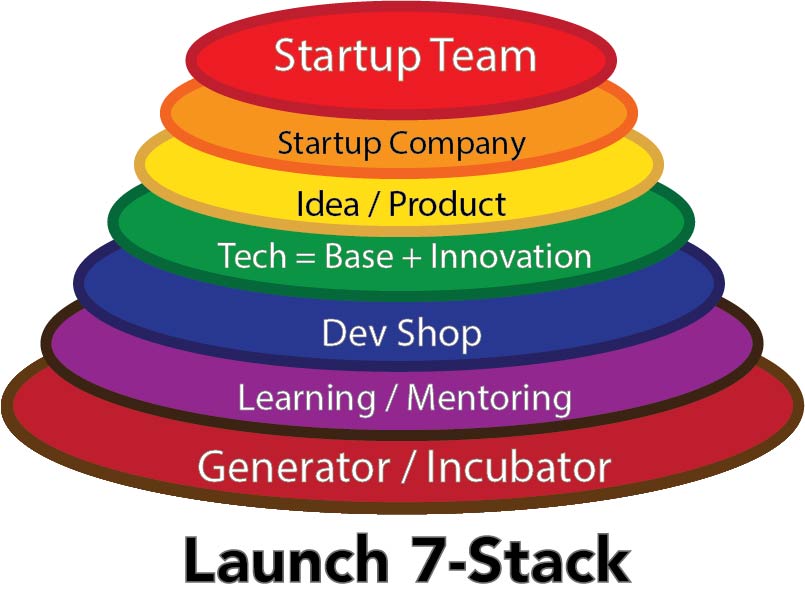 Startup Team
Startup Company
Idea / Product
Tech = Base + Innovation
Dev Shop
Learning / Mentoring
Generator / Incubator
Launch 7-Stack